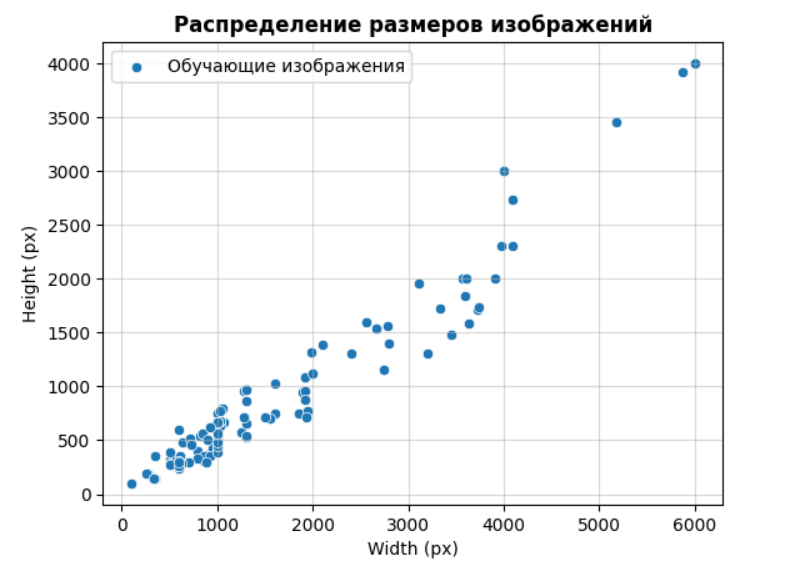 Распределение размеров изображений
Обучающие изображения
Height (px)
4000
3500
3000
2500
2000
1500
1000
500
0
0 1000 2000 3000 4000 5000 6000
Width (px)